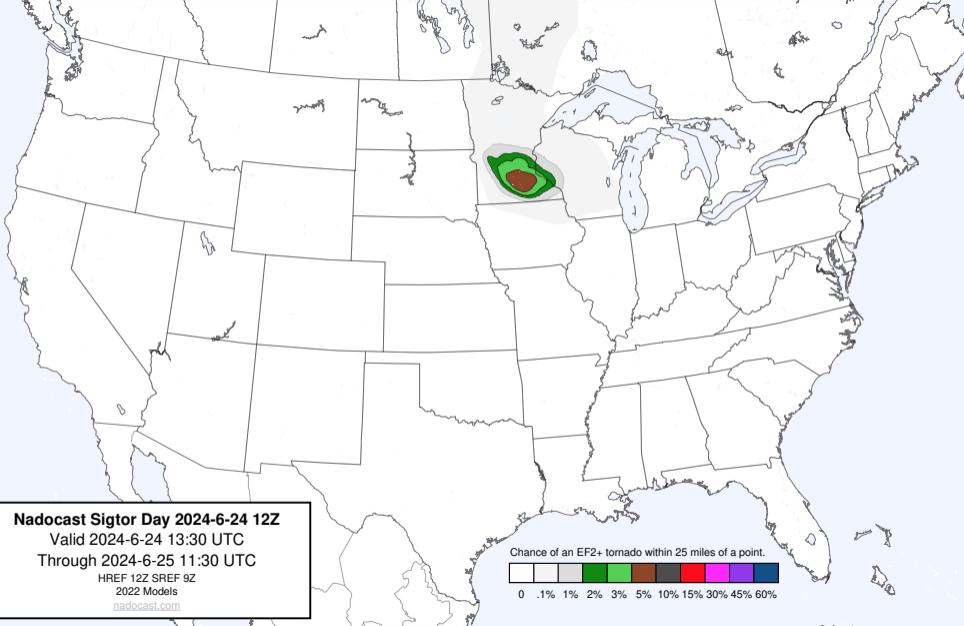 Nadocast Sigtor Day 2024-6-24 12Z
Valid 2024-6-24 13:30 UTC
Through 2024-6-25 11:30 UTC
HREF 12Z SREF 9Z
2022 Models
nadocast.com
Chance of an EF2+ tornado within 25 miles of a point.
0 .1% 1% 2% 3% 5% 10% 15% 30% 45% 60%